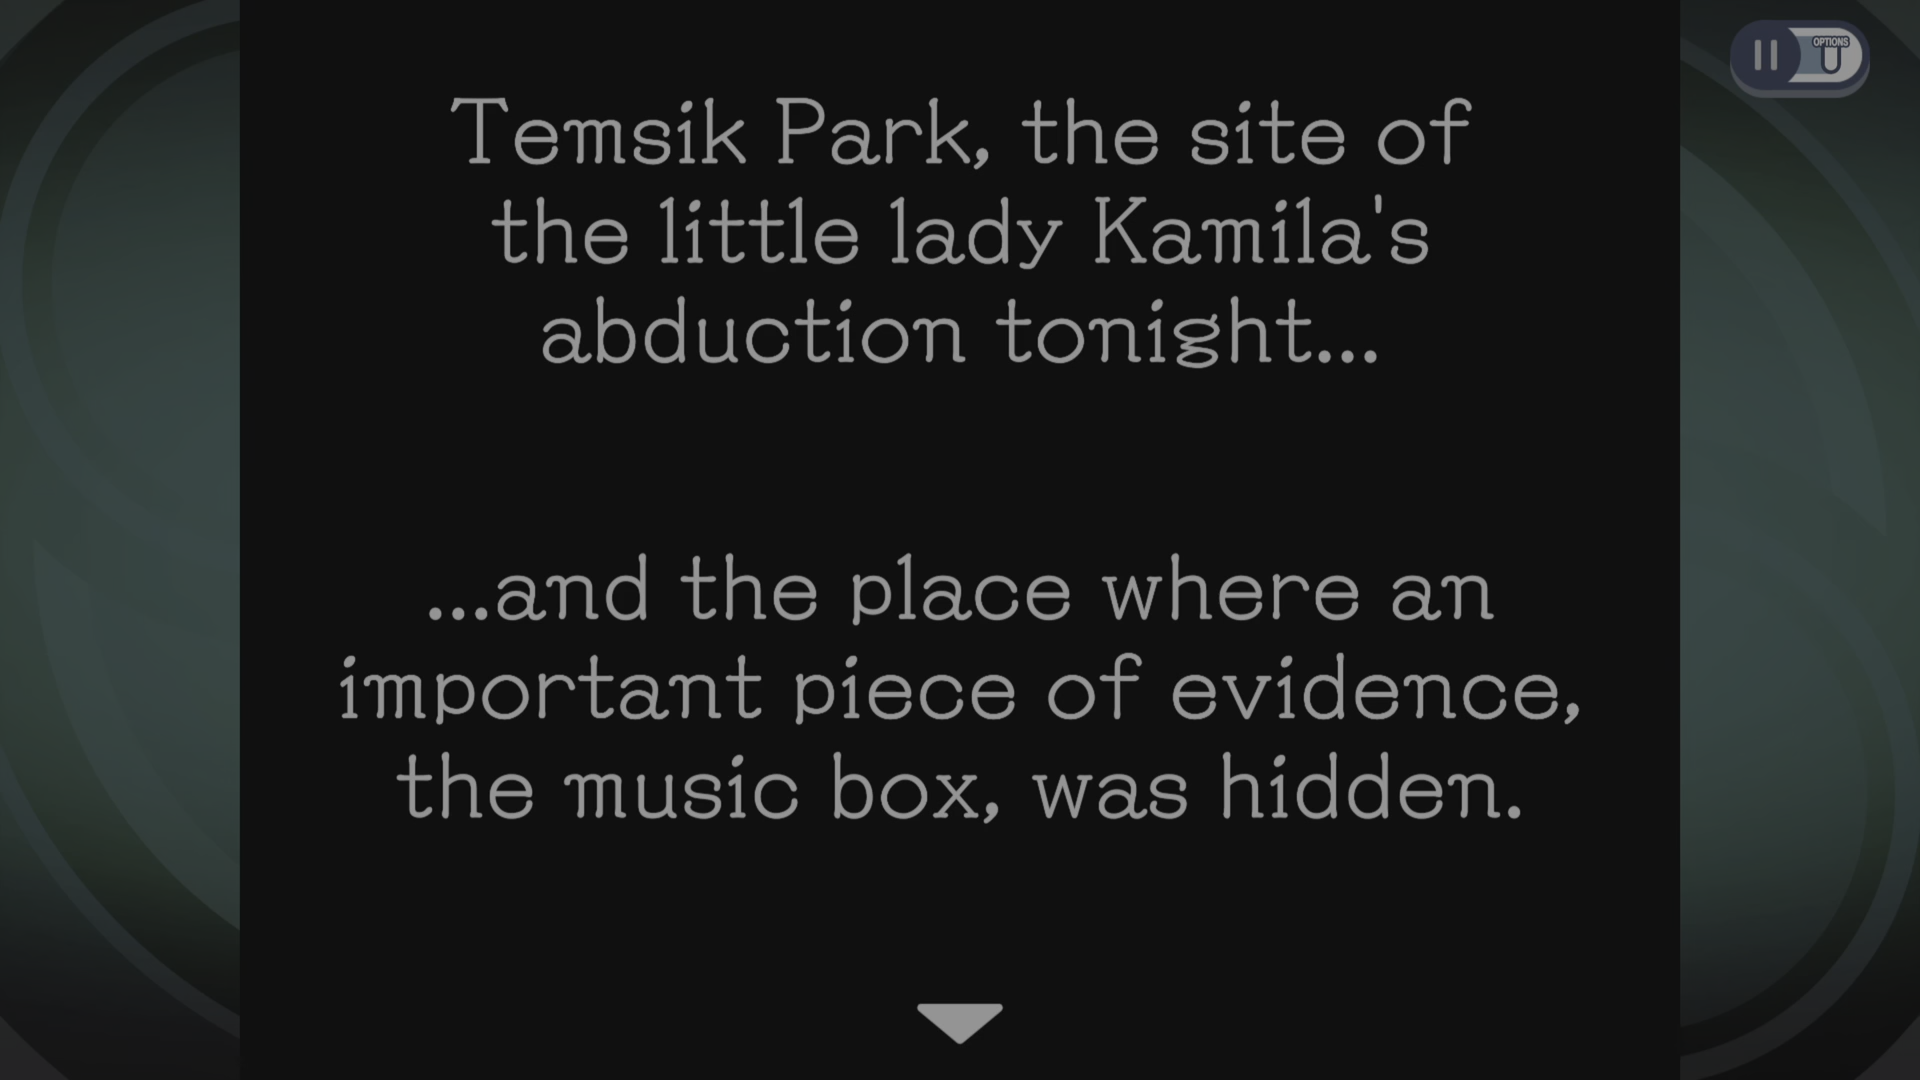 OPTIONS
Temsik Park, the site of
the little lady Kamila's
abduction tonight...
...and the place where an
important piece of evidence,
the music box, was hidden.